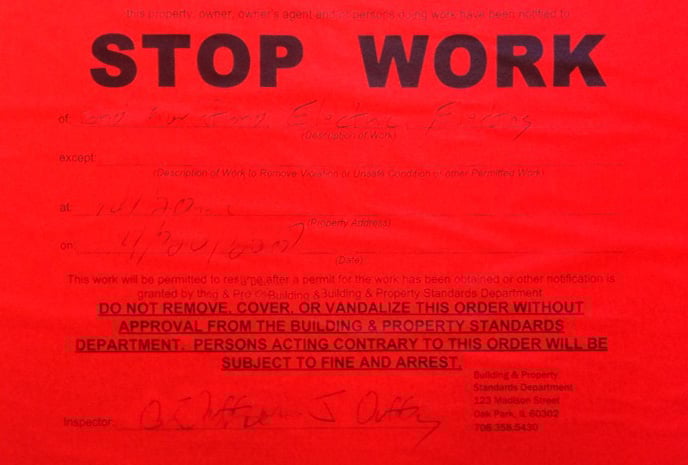 this property, owner, owner's agent and/or persons doing work have been notified to
STOP WORK
of: Electric,
(Description of Work)
except:
(Description of Work to Remove Violation or Unsafe Condition or other Permitted Work)
at:
(Property Address)
on:
(Date)
This work will be permitted to after a permit for the work has been obtained or other notification is
granted by Building & Building & Property Standards Department
DO NOT REMOVE, COVER, OR VANDALIZE THIS ORDER WITHOUT
APPROVAL FROM THE BUILDING & PROPERTY STANDARDS
DEPARTMENT. PERSONS ACTING CONTRARY TO THIS ORDER WILL BE
SUBJECT TO FINE AND ARREST.
Building & Property
Standards Department
123 Madison Street
Oak Park, IL 60302
708.358.5430
Inspector: